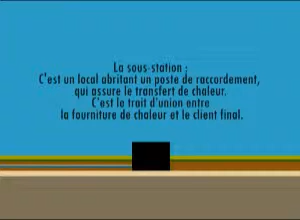 La sous-station :
C'est un local abritant un poste de raccordement,
qui assure le transfert de chaleur.
C'est le trait d'union entre
la fourniture de chaleur et le client final.